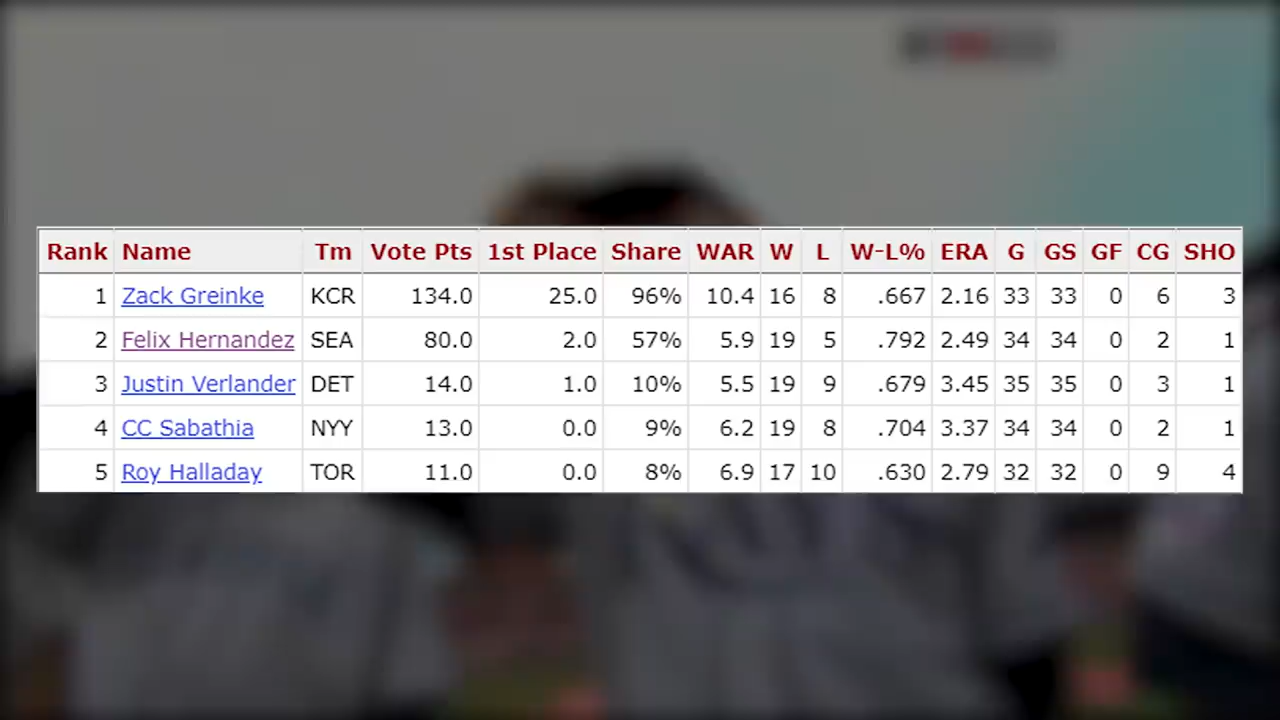 Rank Name Tm Vote Pts 1st Place Share WAR W L W-L% ERA G GS GF CG SHO
1 Zack Greinke KCR 134.0 25.0 96% 10.4 16 8 .667 2.16 33 33 0 6 3
2 Felix Hernandez SEA 80.0 2.0 57% 5.9 19 5 .792 2.49 34 34 0 2 1
3 Justin Verlander DET 14.0 1.0 10% 5.5 19 9 .679 3.45 35 35 0 3 1
4 CC Sabathia NYY 13.0 0.0 9% 6.2 19 8 .704 3.37 34 34 0 2 1
5 Roy Halladay TOR 11.0 0.0 8% 6.9 17 10 .630 2.79 32 32 0 9 4